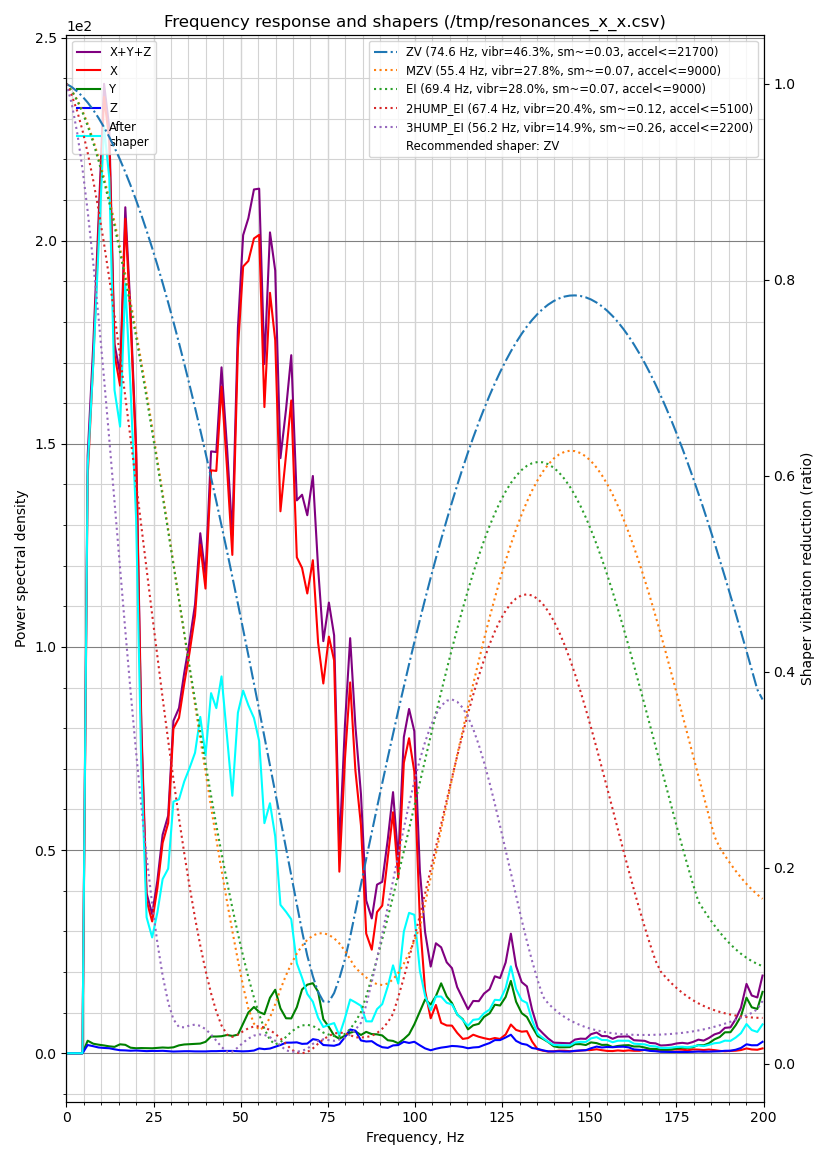 Frequency response and shapers (/tmp/resonances_x_x.csv)
1e2
X+Y+Z
X
Y
Z
After
shaper
ZV (74.6 Hz, vibr=46.3%, sm~=0.03, accel<=21700)
MZV (55.4 Hz, vibr=27.8%, sm~=0.07, accel<=9000)
EI (69.4 Hz, vibr=28.0%, sm~=0.07, accel<=9000)
2HUMP_EI (67.4 Hz, vibr=20.4%, sm~=0.12, accel<=5100)
3HUMP_EI (56.2 Hz, vibr=14.9%, sm~=0.26, accel<=2200)
Recommended shaper: ZV
2.5
2.0
1.5
1.0
0.5
0.0
Power spectral density
1.0
0.8
0.6
0.4
0.2
0.0
Shaper vibration reduction (ratio)
0 25 50 75 100 125 150 175 200
Frequency, Hz